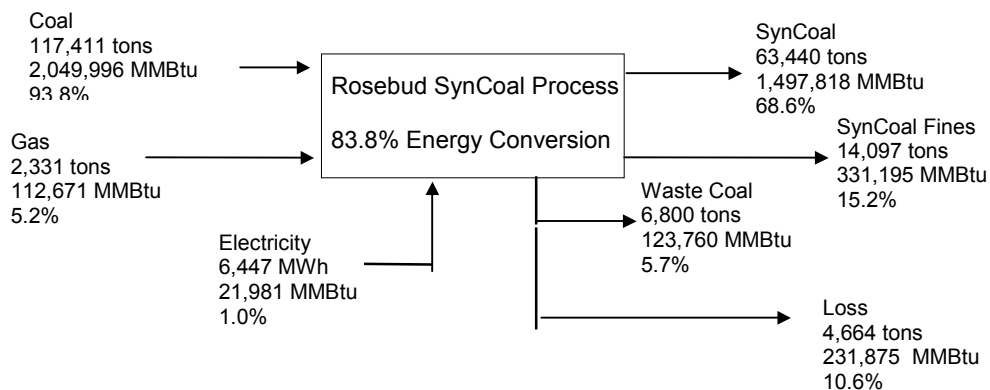 Coal
117,411 tons
2,049,996 MMBtu
93.8%
Gas
2,331 tons
112,671 MMBtu
5.2%
Electricity
6,447 MWh
21,981 MMBtu
1.0%
Rosebud SynCoal Process
83.8% Energy Conversion
SynCoal
63,440 tons
1,497,818 MMBtu
68.6%
SynCoal Fines
14,097 tons
331,195 MMBtu
15.2%
Waste Coal
6,800 tons
123,760 MMBtu
5.7%
Loss
4,664 tons
231,875 MMBtu
10.6%